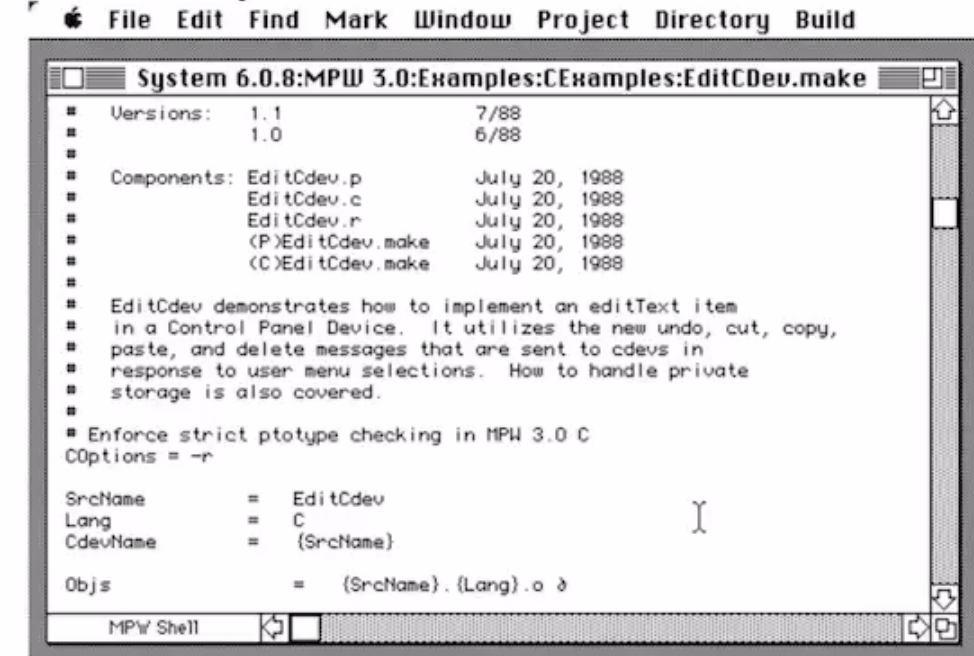 File Edit Find Mark Window Project Directory Build
System 6.0.8:MPW 3.0:Examples:CExamples:EditCDev.make
# Versions: 1.1 7/88
# 1.0 6/88
#
# Components: EditCdev.p July 20, 1988
# EditCdev.c July 20, 1988
# EditCdev.r July 20, 1988
# (P)EditCdev.make July 20, 1988
# (C)EditCdev.make July 20, 1988
#
# EditCdev demonstrates how to implement an editText item
# in a Control Panel Device. It utilizes the new undo, cut, copy,
# paste, and delete messages that are sent to cdevs in
# response to user menu selections. How to handle private
# storage is also covered.
#
# Enforce strict ptotype checking in MPW 3.0 C
COptions = -r
SrcName = EditCdev
Lang = C
CdevName = {SrcName}
Objs = {SrcName}.{Lang}.o ∂
MPW Shell